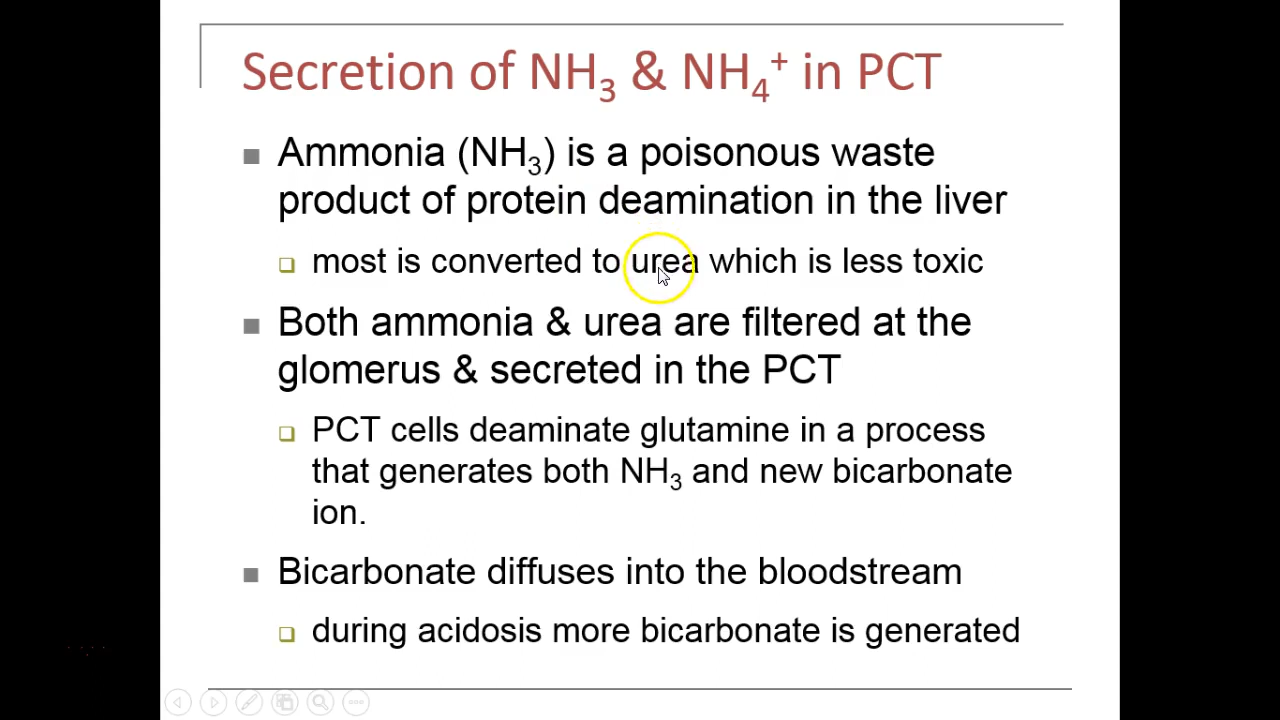 Secretion of NH₃ & NH₄⁺ in PCT
Ammonia (NH₃) is a poisonous waste
product of protein deamination in the liver
most is converted to urea which is less toxic
Both ammonia & urea are filtered at the
glomerus & secreted in the PCT
PCT cells deaminate glutamine in a process
that generates both NH₃ and new bicarbonate
ion.
Bicarbonate diffuses into the bloodstream
during acidosis more bicarbonate is generated